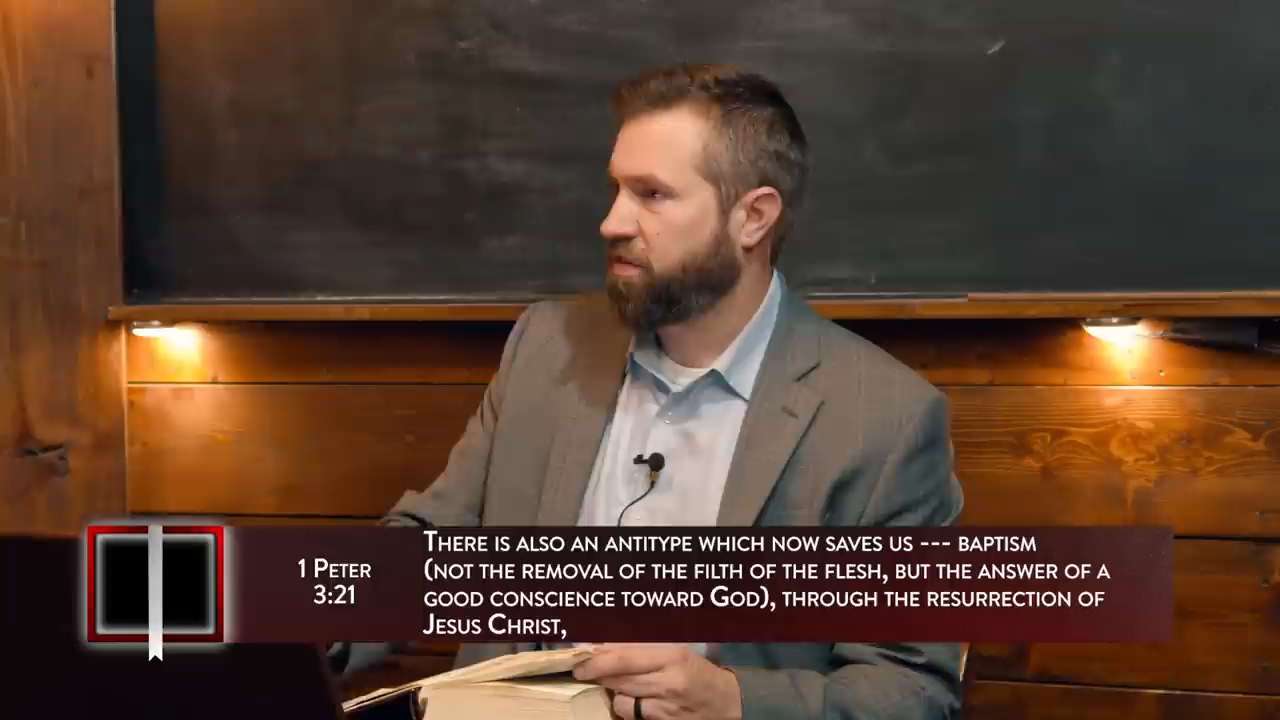 1 Peter
3:21
There is also an antitype which now saves us --- baptism
(not the removal of the filth of the flesh, but the answer of a
good conscience toward God), through the resurrection of
Jesus Christ,